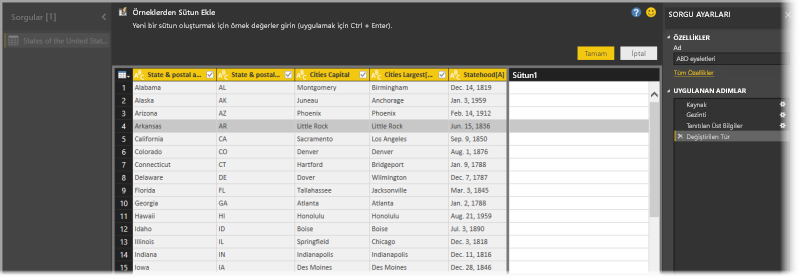 Sorgular [1]
States of the United Stat...
Örneklerden Sütun Ekle
Yeni bir sütun oluşturmak için örnek değerler girin (uygulamak için Ctrl + Enter).
Tamam İptal
State & postal a... State & postal... Cities Capital Cities Largest[... Statehood[A] Sütun1
1 Alabama AL Montgomery Birmingham Dec. 14, 1819
2 Alaska AK Juneau Anchorage Jan. 3, 1959
3 Arizona AZ Phoenix Phoenix Feb. 14, 1912
4 Arkansas AR Little Rock Little Rock Jun. 15, 1836
5 California CA Sacramento Los Angeles Sep. 9, 1850
6 Colorado CO Denver Denver Aug. 1, 1876
7 Connecticut CT Hartford Bridgeport Jan. 9, 1788
8 Delaware DE Dover Wilmington Dec. 7, 1787
9 Florida FL Tallahassee Jacksonville Mar. 3, 1845
10 Georgia GA Atlanta Atlanta Jan. 2, 1788
11 Hawaii HI Honolulu Honolulu Aug. 21, 1959
12 Idaho ID Boise Boise Jul. 3, 1890
13 Illinois IL Springfield Chicago Dec. 3, 1818
14 Indiana IN Indianapolis Indianapolis Dec. 11, 1816
15 Iowa IA Des Moines Des Moines Dec. 28, 1846
SORGU AYARLARI
ÖZELLİKLER
Ad
ABD eyaletleri
Tüm Özellikler
UYGULANAN ADIMLAR
Kaynak
Gezinti
Tanıtılan Üst Bilgiler
Değiştirilen Tür